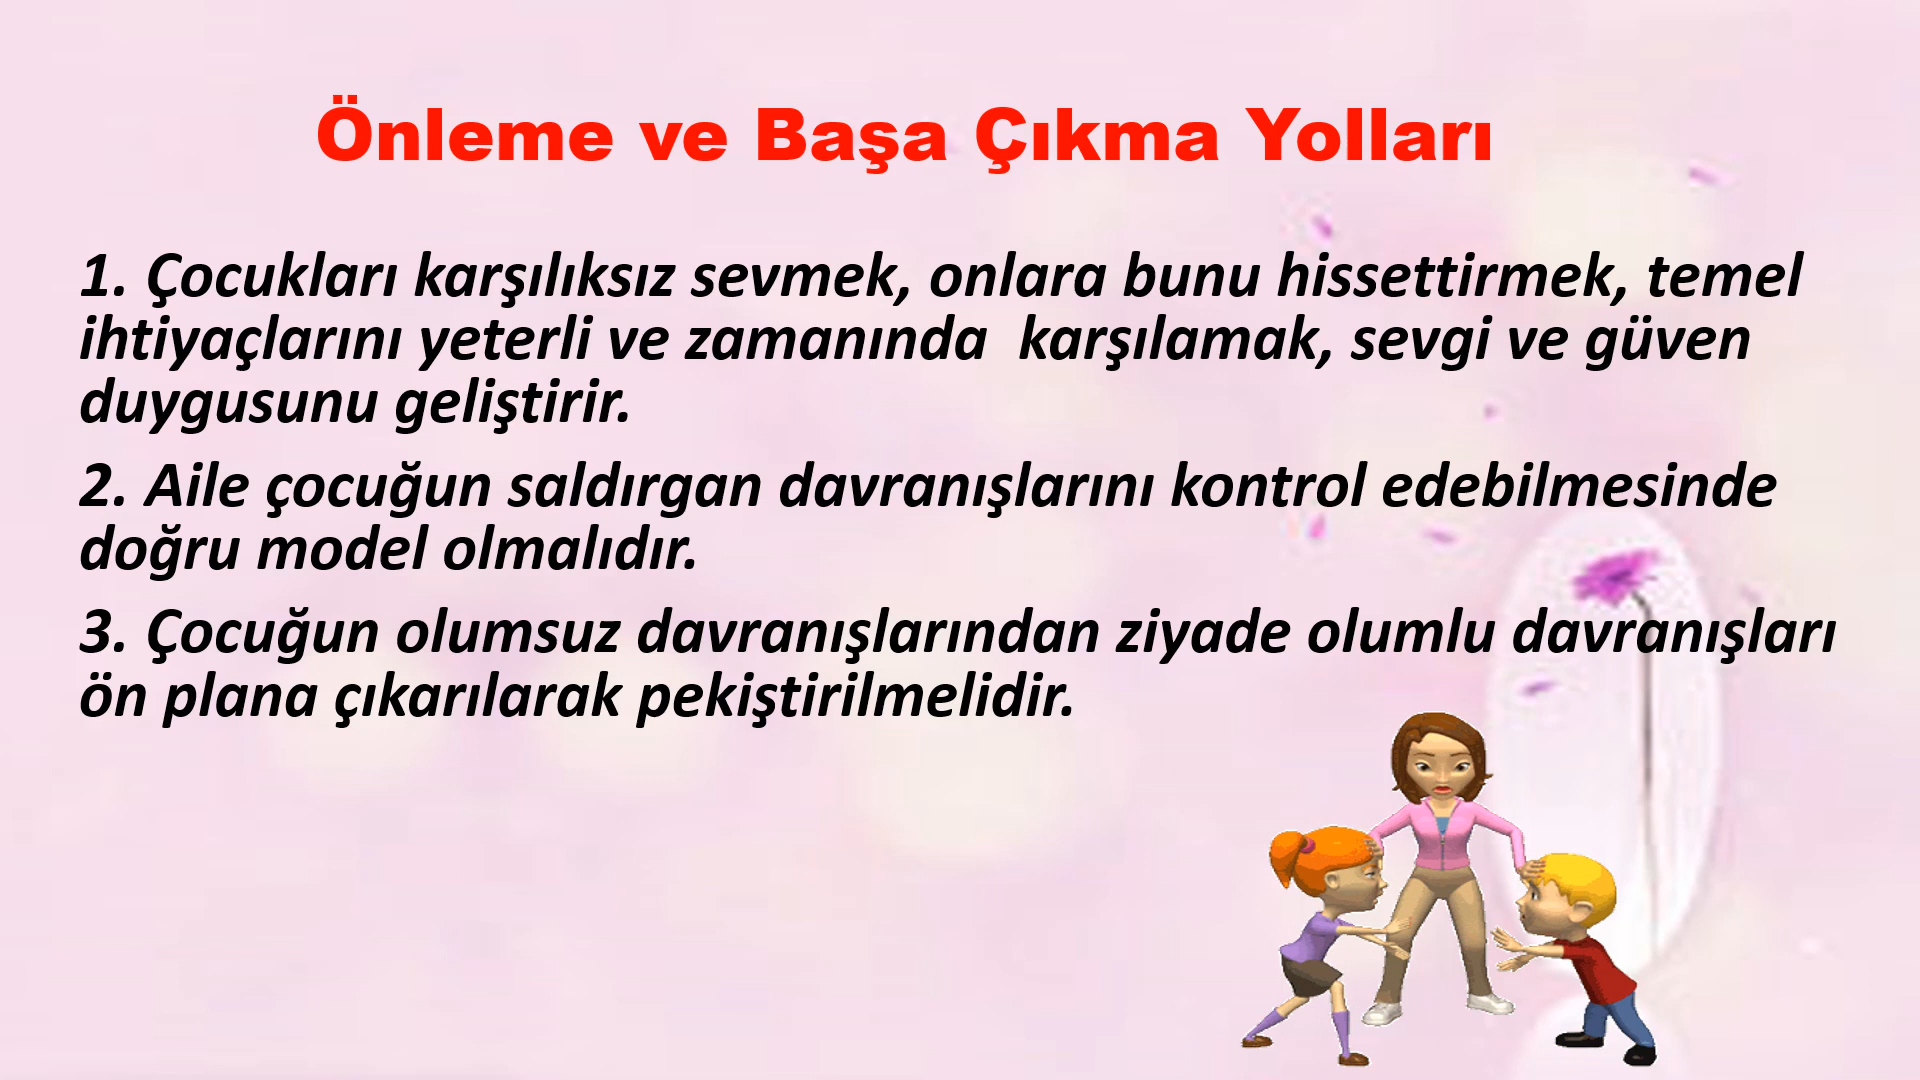 Önleme ve Başa Çıkma Yolları
1. Çocukları karşılıksız sevmek, onlara bunu hissettirmek, temel
ihtiyaçlarını yeterli ve zamanında  karşılamak, sevgi ve güven
duygusunu geliştirir.
2. Aile çocuğun saldırgan davranışlarını kontrol edebilmesinde
doğru model olmalıdır.
3. Çocuğun olumsuz davranışlarından ziyade olumlu davranışları
ön plana çıkarılarak pekiştirilmelidir.